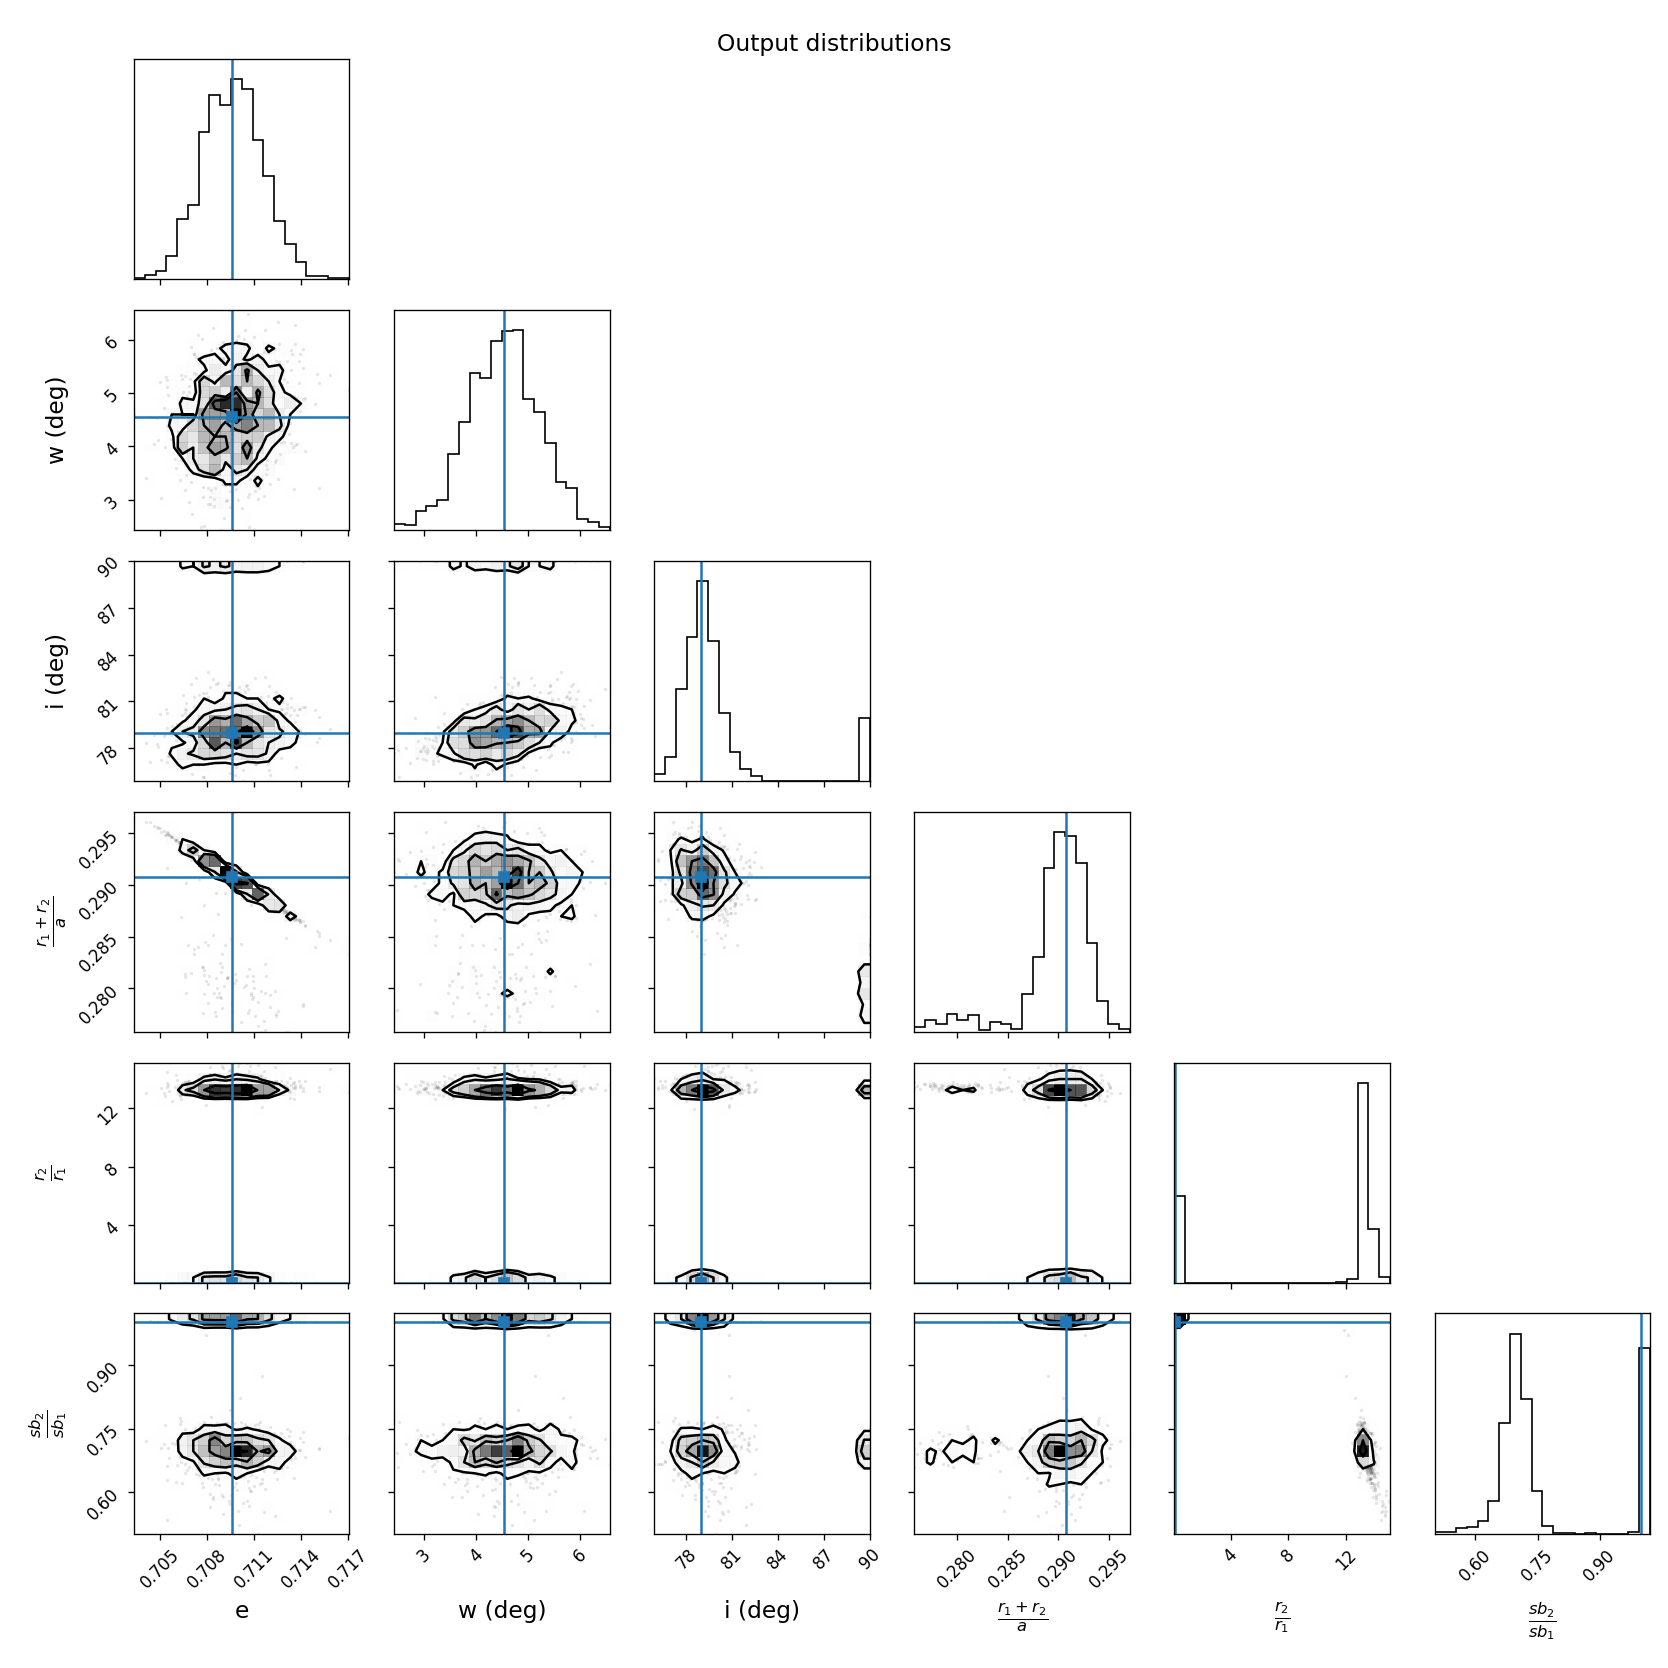 Output distributions
w (deg)
6
5
4
3
i (deg)
90
87
84
81
78
r₁ + r₂
a
0.295
0.290
0.285
0.280
r₂
r₁
12
8
4
sb₂
sb₁
0.90
0.75
0.60
0.705 0.708 0.711 0.714 0.717 3 4 5 6 78 81 84 87 90 0.280 0.285 0.290 0.295 4 8 12 0.60 0.75 0.90
e w (deg) i (deg) r₁ + r₂ r₂ sb₂
a r₁ sb₁